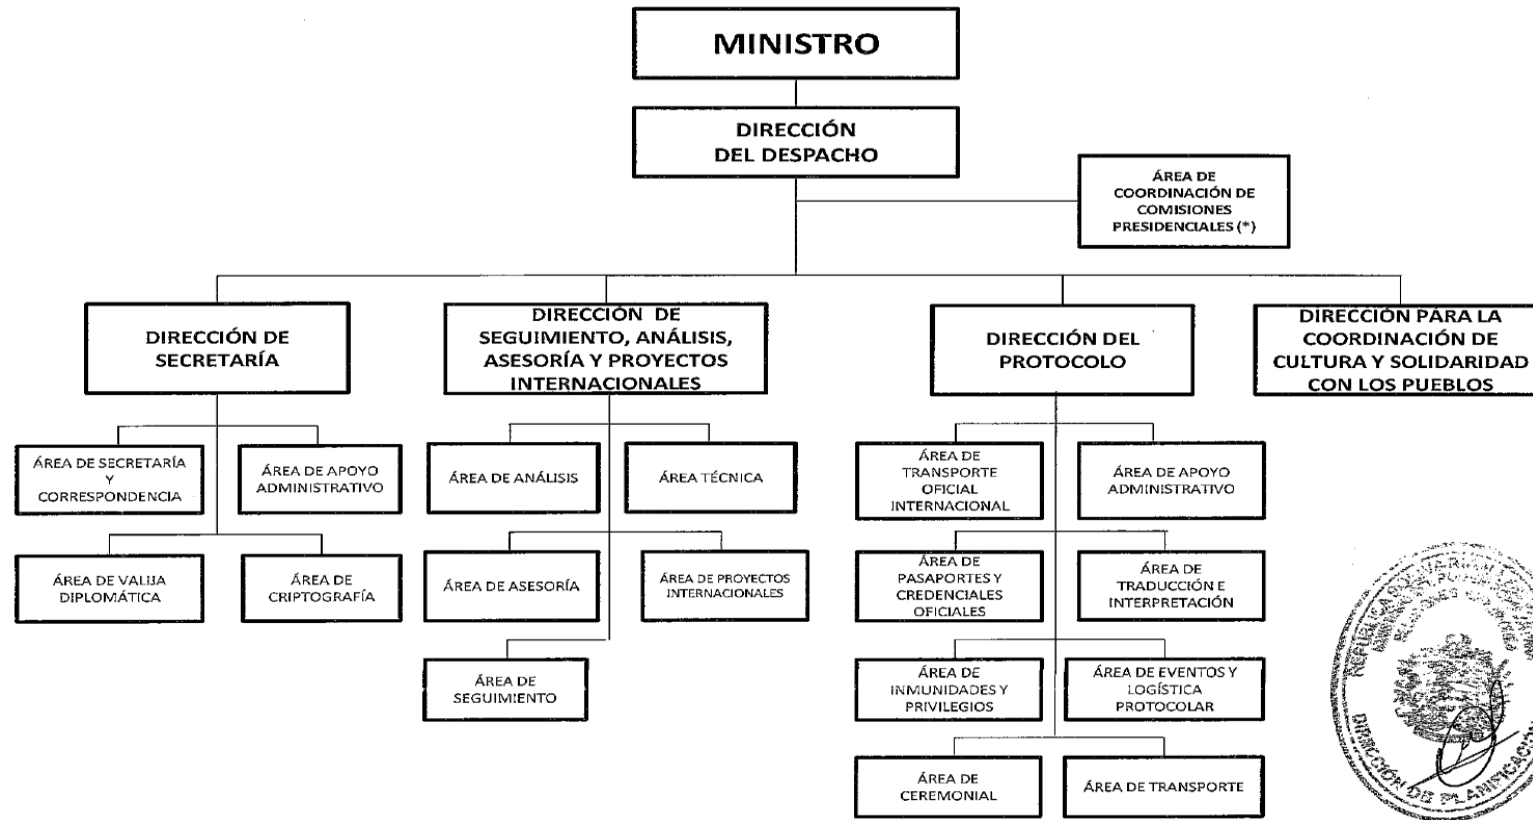 MINISTRO
DIRECCIÓN
DEL DESPACHO
ÁREA DE
COORDINACIÓN DE
COMISIONES
PRESIDENCIALES (*)
DIRECCIÓN DE
SECRETARÍA
DIRECCIÓN DE
SEGUIMIENTO, ANÁLISIS,
ASESORÍA Y PROYECTOS
INTERNACIONALES
DIRECCIÓN DEL
PROTOCOLO
DIRECCIÓN PARA LA
COORDINACIÓN DE
CULTURA Y SOLIDARIDAD
CON LOS PUEBLOS
ÁREA DE SECRETARÍA
Y
CORRESPONDENCIA
ÁREA DE APOYO
ADMINISTRATIVO
ÁREA DE VALIJA
DIPLOMÁTICA
ÁREA DE
CRIPTOGRAFÍA
ÁREA DE ANÁLISIS
ÁREA TÉCNICA
ÁREA DE ASESORÍA
ÁREA DE PROYECTOS
INTERNACIONALES
ÁREA DE
SEGUIMIENTO
ÁREA DE
TRANSPORTE
OFICIAL
INTERNACIONAL
ÁREA DE APOYO
ADMINISTRATIVO
ÁREA DE
PASAPORTES Y
CREDENCIALES
OFICIALES
ÁREA DE
TRADUCCIÓN E
INTERPRETACIÓN
ÁREA DE
INMUNIDADES Y
PRIVILEGIOS
ÁREA DE EVENTOS Y
LOGÍSTICA
PROTOCOLAR
ÁREA DE
CEREMONIAL
ÁREA DE TRANSPORTE
DIRECCIÓN DE PLANIFICACIÓN